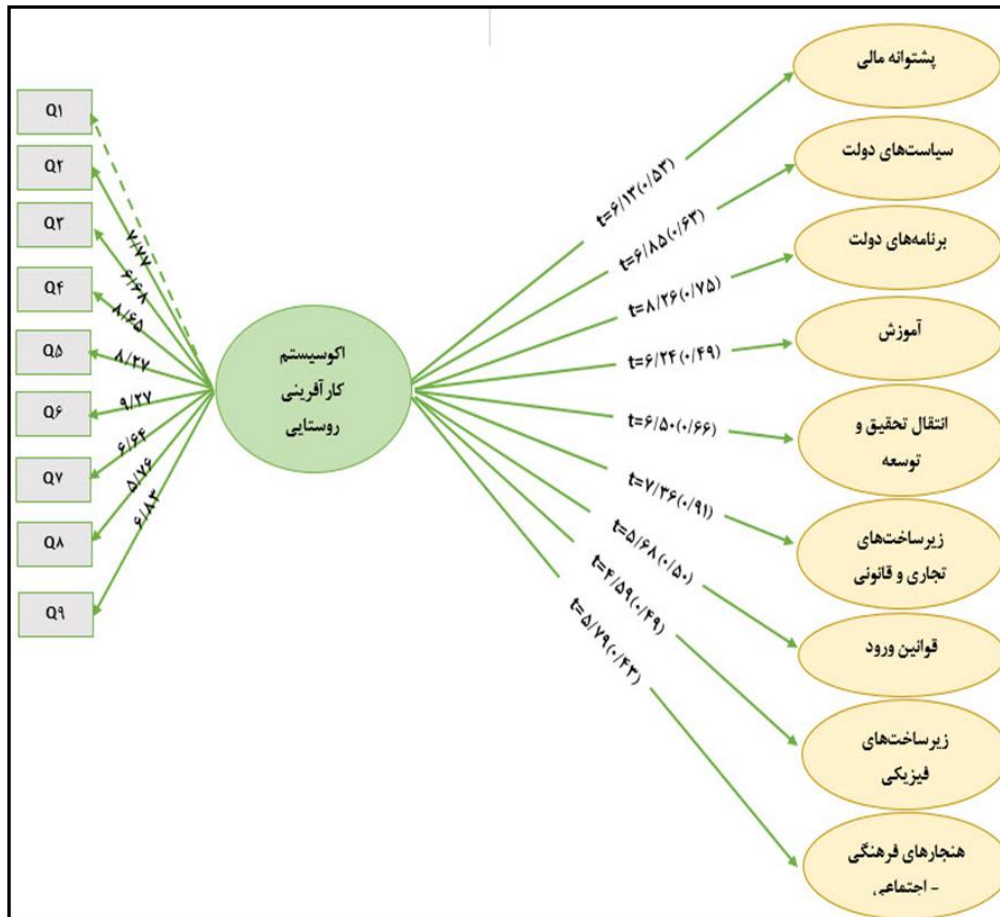 پشتوانه مالی
سیاست‌های دولت
برنامه‌های دولت
آموزش
انتقال تحقیق و
توسعه
زیرساخت‌های
تجاری و قانونی
قوانین ورود
زیرساخت‌های
فیزیکی
هنجارهای فرهنگی
- اجتماعی
t=۶/۱۳(۰/۵۳)
t=۶/۸۵(۰/۶۳)
t=۸/۲۶(۰/۷۵)
t=۶/۲۴(۰/۴۹)
t=۶/۵۰(۰/۶۶)
t=۷/۳۶(۰/۹۱)
t=۵/۶۸(۰/۵۰)
t=۴/۵۹(۰/۴۹)
t=۵/۷۹(۰/۴۳)
اکوسیستم
کارآفرینی
روستایی
۷/۷۷
۶/۶۸
۸/۶۵
۸/۲۷
۹/۲۷
۶/۶۴
۵/۷۶
۶/۸۳
Q۱
Q۲
Q۳
Q۴
Q۵
Q۶
Q۷
Q۸
Q۹